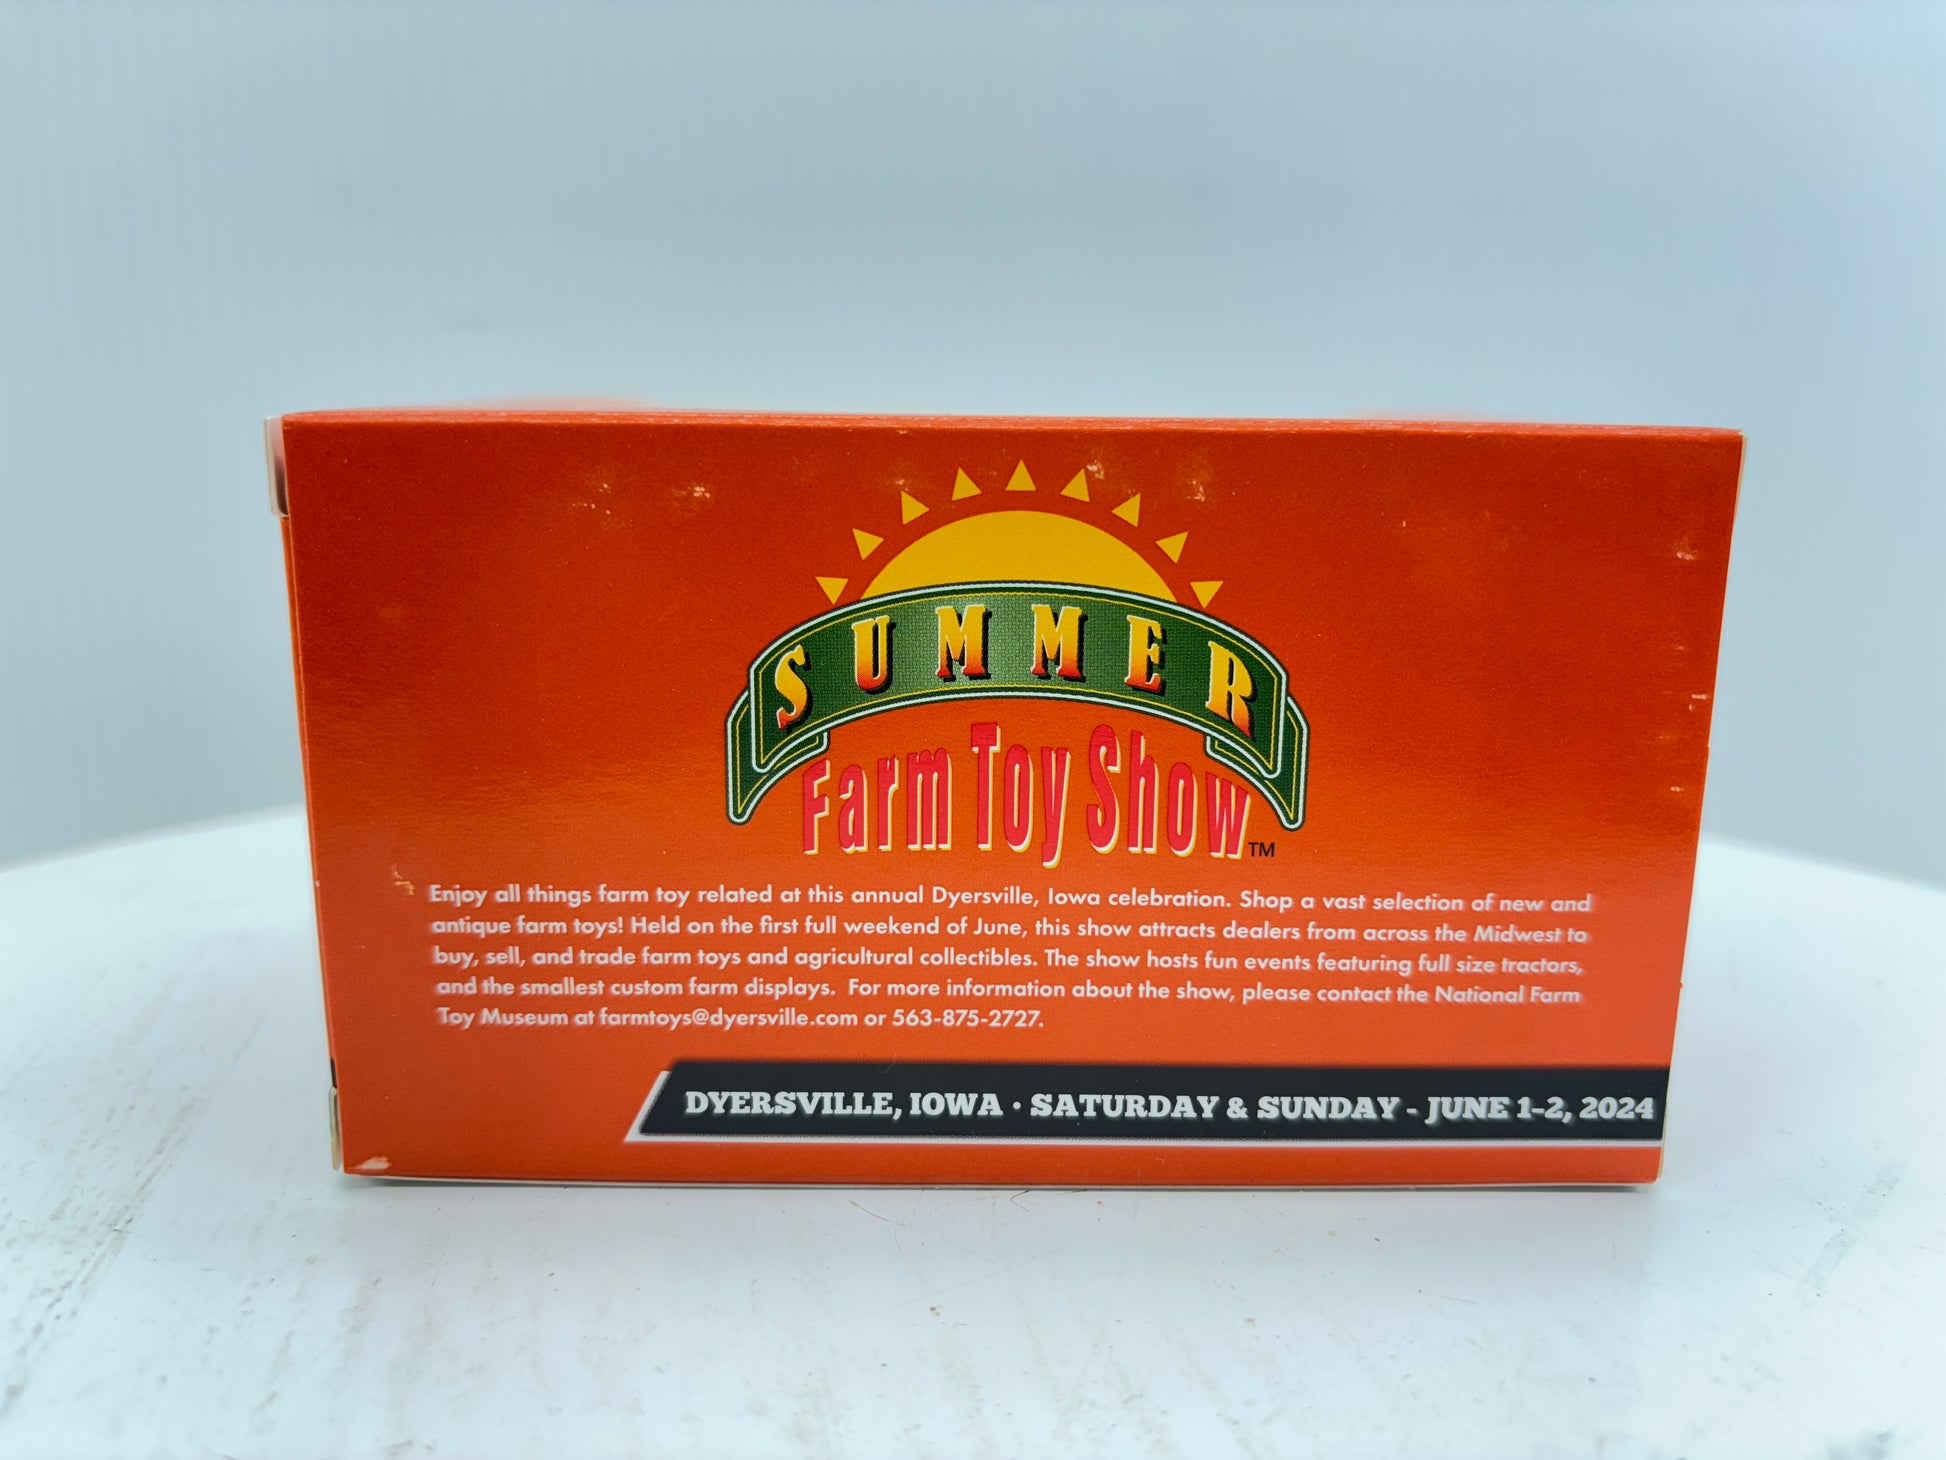 SUMMER
Farm Toy Show™
Enjoy all things farm toy related at this annual Dyersville, Iowa celebration. Shop a vast selection of new and
antique farm toys! Held on the first full weekend of June, this show attracts dealers from across the Midwest to
buy, sell, and trade farm toys and agricultural collectibles. The show hosts fun events featuring full size tractors,
and the smallest custom farm displays. For more information about the show, please contact the National Farm
Toy Museum at farmtoys@dyersville.com or 563-875-2727.
DYERSVILLE, IOWA · SATURDAY & SUNDAY - JUNE 1-2, 2024